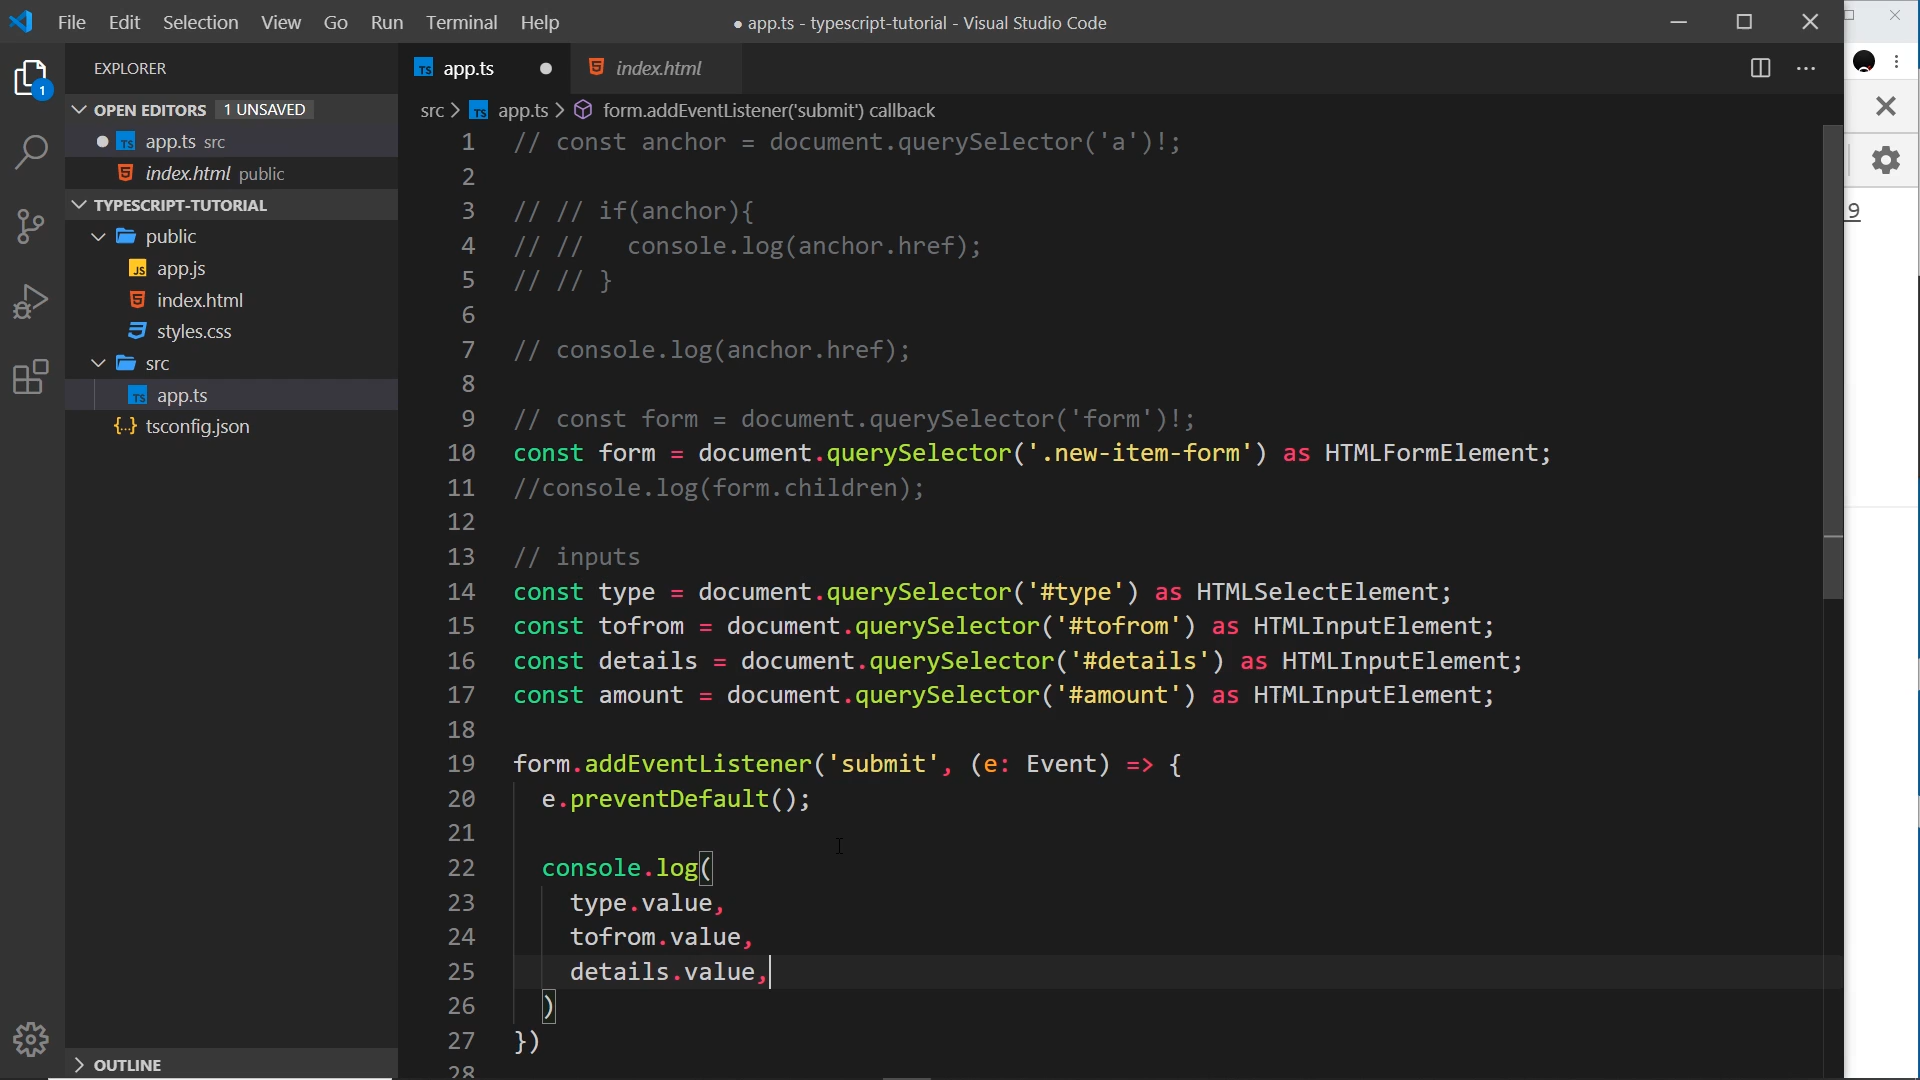 File Edit Selection View Go Run Terminal Help
● app.ts - typescript-tutorial - Visual Studio Code
EXPLORER
OPEN EDITORS 1 UNSAVED
app.ts src
index.html public
TYPESCRIPT-TUTORIAL
public
app.js
index.html
styles.css
src
app.ts
tsconfig.json
OUTLINE
1
app.ts
index.html
src > app.ts > form.addEventListener('submit') callback
1 // const anchor = document.querySelector('a')!;
2
3 // // if(anchor){
4 // //   console.log(anchor.href);
5 // // }
6
7 // console.log(anchor.href);
8
9 // const form = document.querySelector('form')!;
10 const form = document.querySelector('.new-item-form') as HTMLFormElement;
11 //console.log(form.children);
12
13 // inputs
14 const type = document.querySelector('#type') as HTMLSelectElement;
15 const tofrom = document.querySelector('#tofrom') as HTMLInputElement;
16 const details = document.querySelector('#details') as HTMLInputElement;
17 const amount = document.querySelector('#amount') as HTMLInputElement;
18
19 form.addEventListener('submit', (e: Event) => {
20   e.preventDefault();
21
22   console.log(
23     type.value,
24     tofrom.value,
25     details.value,
26   )
27 })
28
9